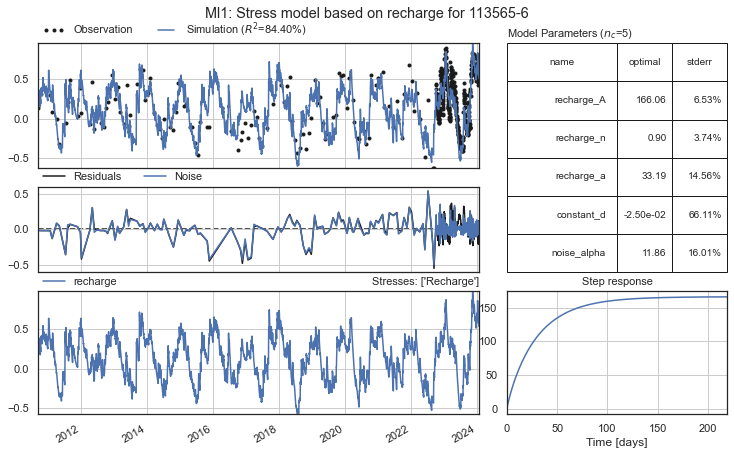 Ml1: Stress model based on recharge for 113565-6
Observation Simulation (R²=84.40%)
Model Parameters (n_c=5)
0.5
0.0
−0.5
name optimal stderr
recharge_A 166.06 6.53%
recharge_n 0.90 3.74%
recharge_a 33.19 14.56%
constant_d -2.50e-02 66.11%
noise_alpha 11.86 16.01%
Residuals Noise
0.5
0.0
−0.5
recharge Stresses: ['Recharge']
0.5
0.0
−0.5
2012 2014 2016 2018 2020 2022 2024
Step response
150
100
50
0
0 50 100 150 200
Time [days]